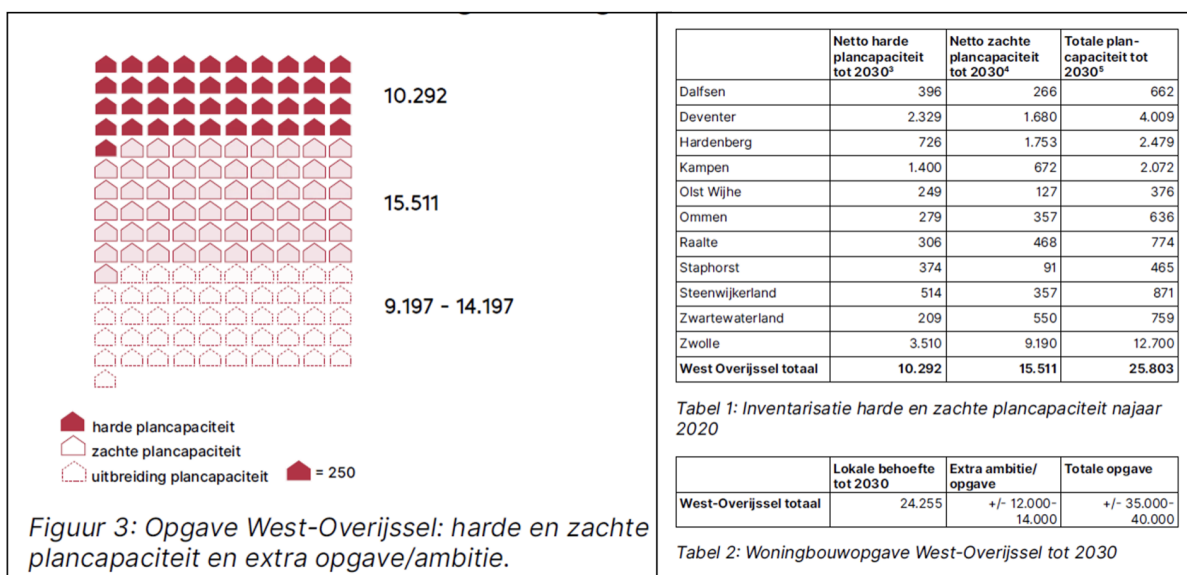 10.292
15.511
9.197 - 14.197
harde plancapaciteit
zachte plancapaciteit
uitbreiding plancapaciteit = 250
Figuur 3: Opgave West-Overijssel: harde en zachte
plancapaciteit en extra opgave/ambitie.
Netto harde plancapaciteit tot 2030³ Netto zachte plancapaciteit tot 2030⁴ Totale plan-capaciteit tot 2030⁵
Dalfsen 396 266 662
Deventer 2.329 1.680 4.009
Hardenberg 726 1.753 2.479
Kampen 1.400 672 2.072
Olst Wijhe 249 127 376
Ommen 279 357 636
Raalte 306 468 774
Staphorst 374 91 465
Steenwijkerland 514 357 871
Zwartewaterland 209 550 759
Zwolle 3.510 9.190 12.700
West Overijssel totaal 10.292 15.511 25.803
Tabel 1: Inventarisatie harde en zachte plancapaciteit najaar
2020
Lokale behoefte tot 2030 Extra ambitie/ opgave Totale opgave
West-Overijssel totaal 24.255 +/- 12.000-14.000 +/- 35.000-40.000
Tabel 2: Woningbouwopgave West-Overijssel tot 2030